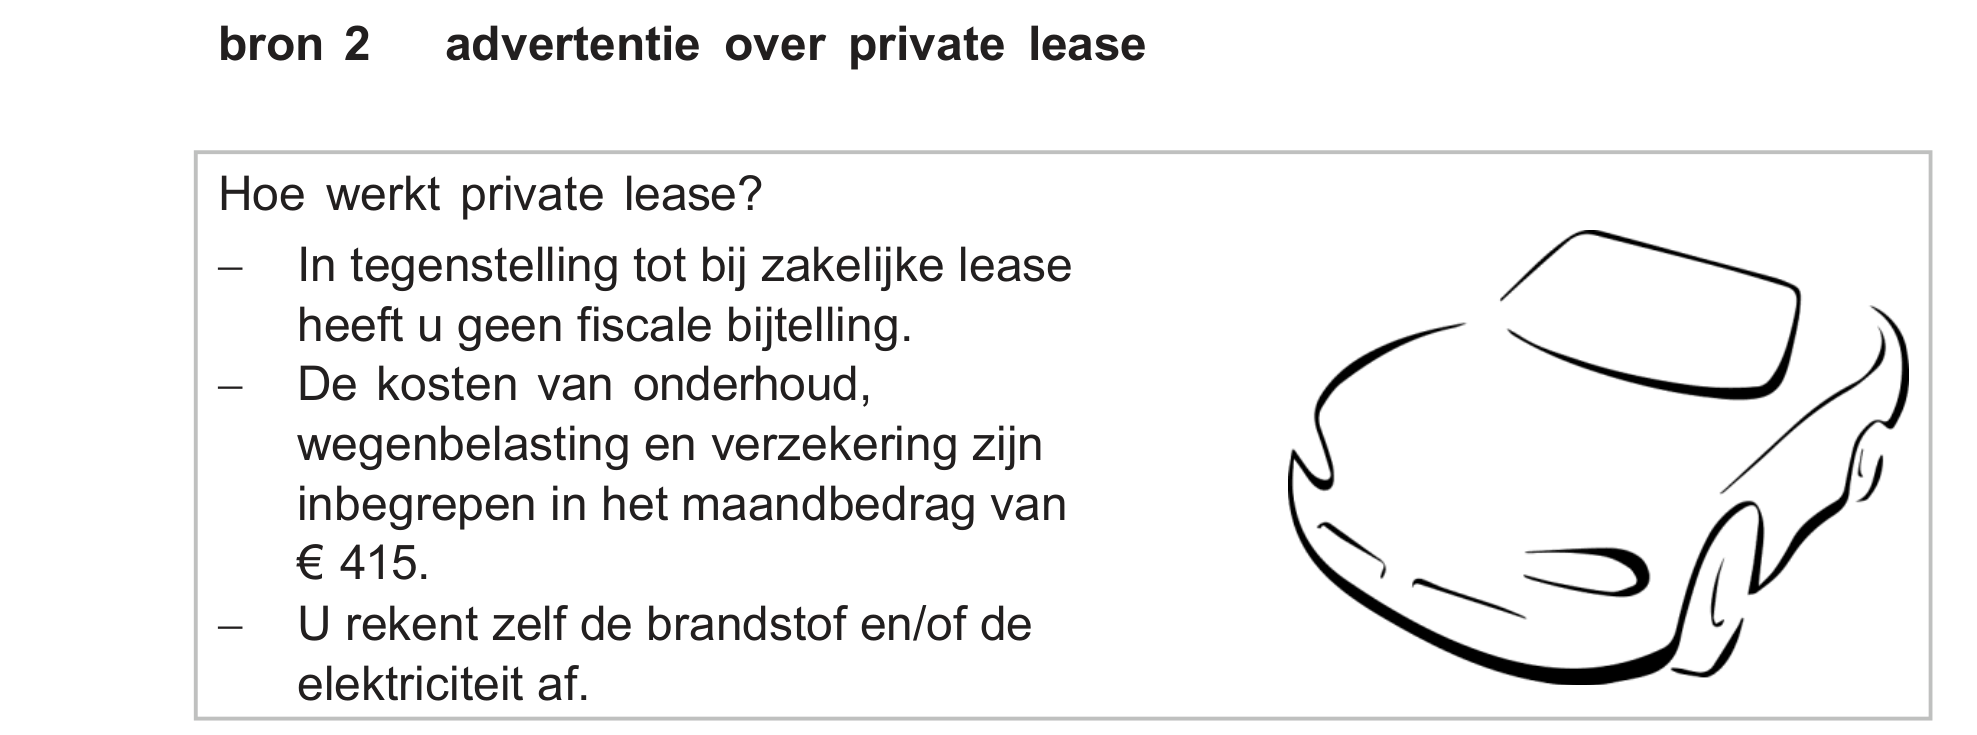 bron 2 advertentie over private lease
Hoe werkt private lease?
– In tegenstelling tot bij zakelijke lease
heeft u geen fiscale bijtelling.
– De kosten van onderhoud,
wegenbelasting en verzekering zijn
inbegrepen in het maandbedrag van
€ 415.
– U rekent zelf de brandstof en/of de
elektriciteit af.